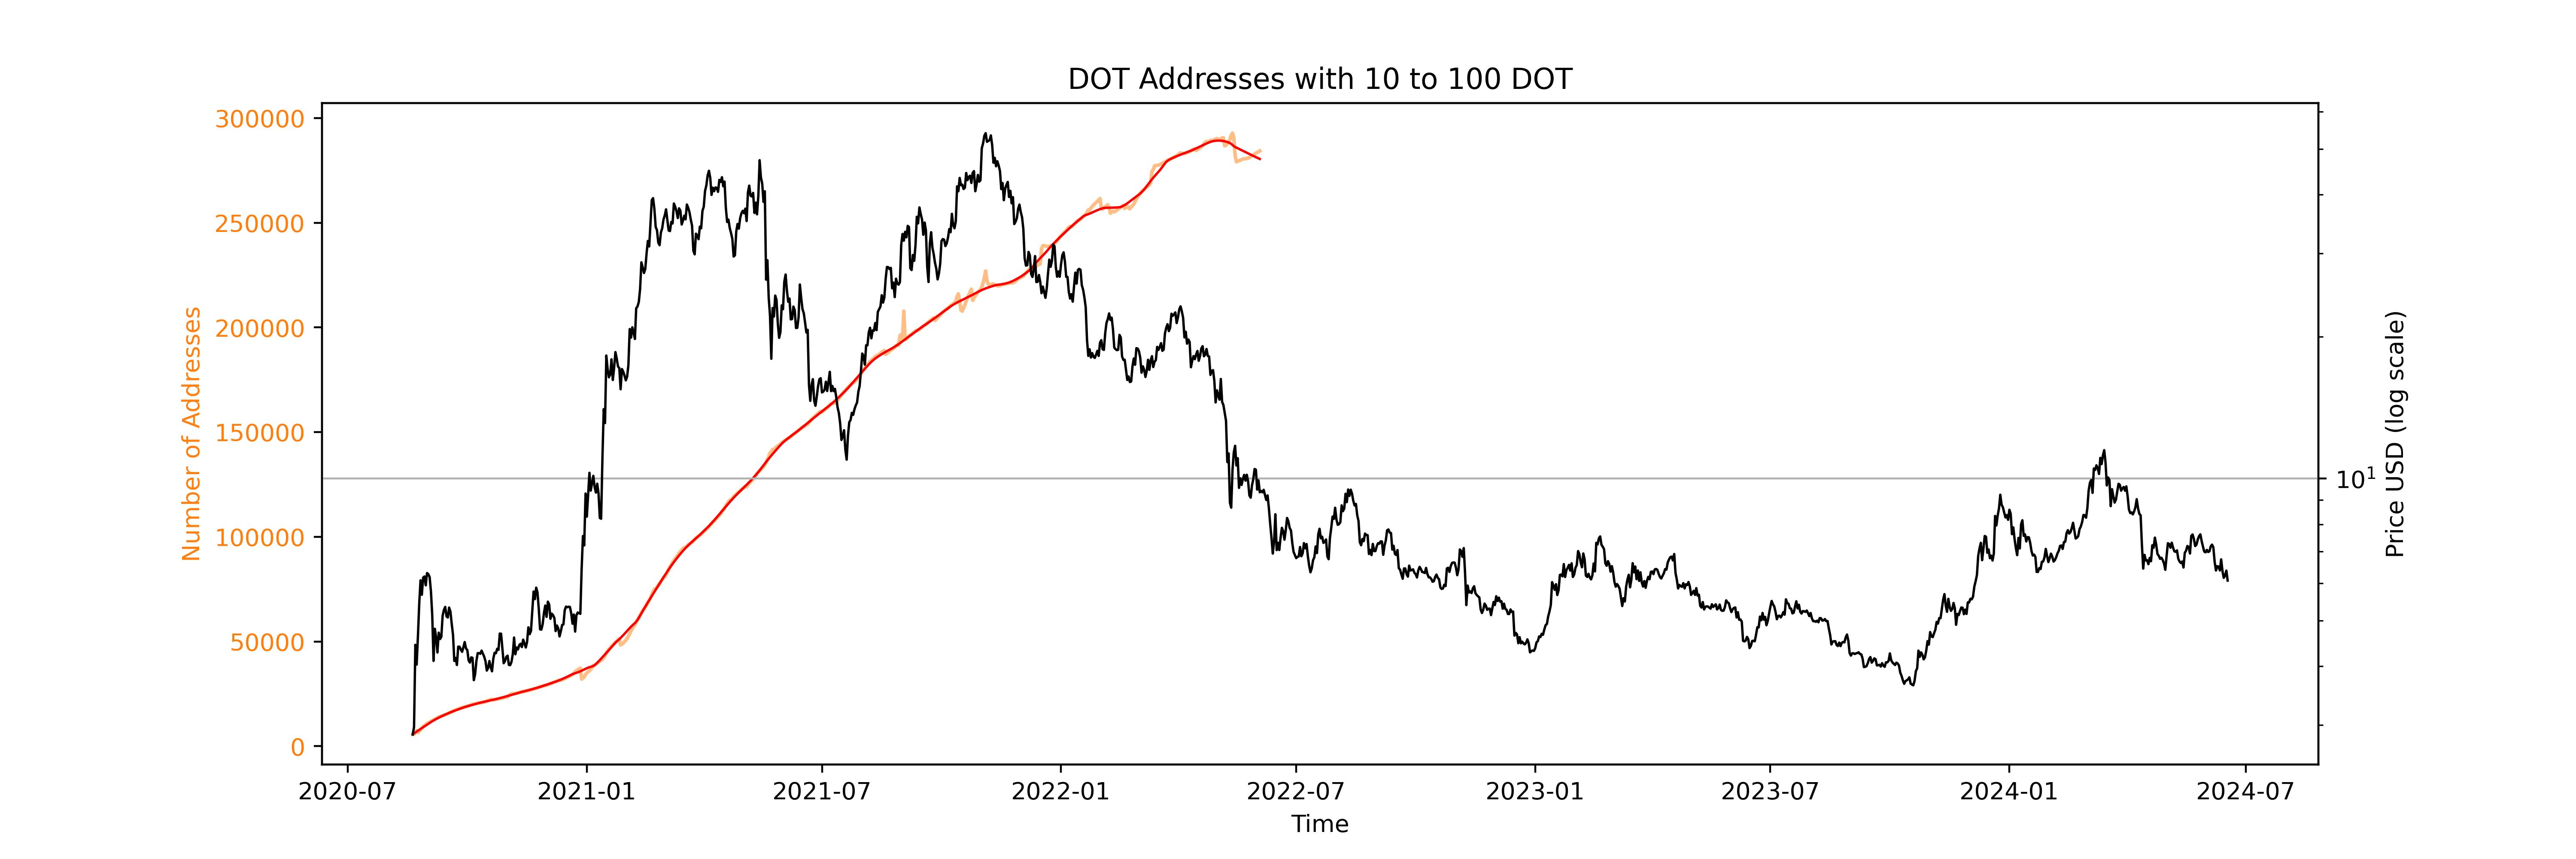 DOT Addresses with 10 to 100 DOT
Number of Addresses
300000
250000
200000
150000
100000
50000
0
10¹
Price USD (log scale)
2020-07 2021-01 2021-07 2022-01 2022-07 2023-01 2023-07 2024-01 2024-07
Time